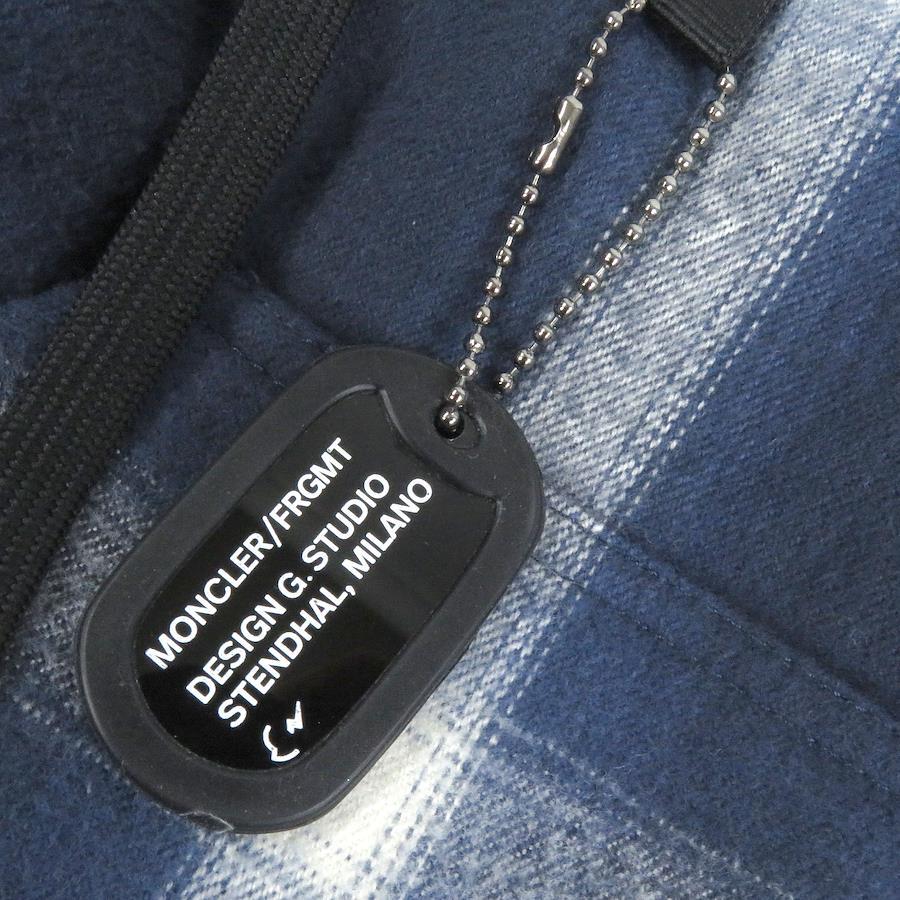 MONCLER/FRGMT
DESIGN G. STUDIO
STENDHAL, MILANO